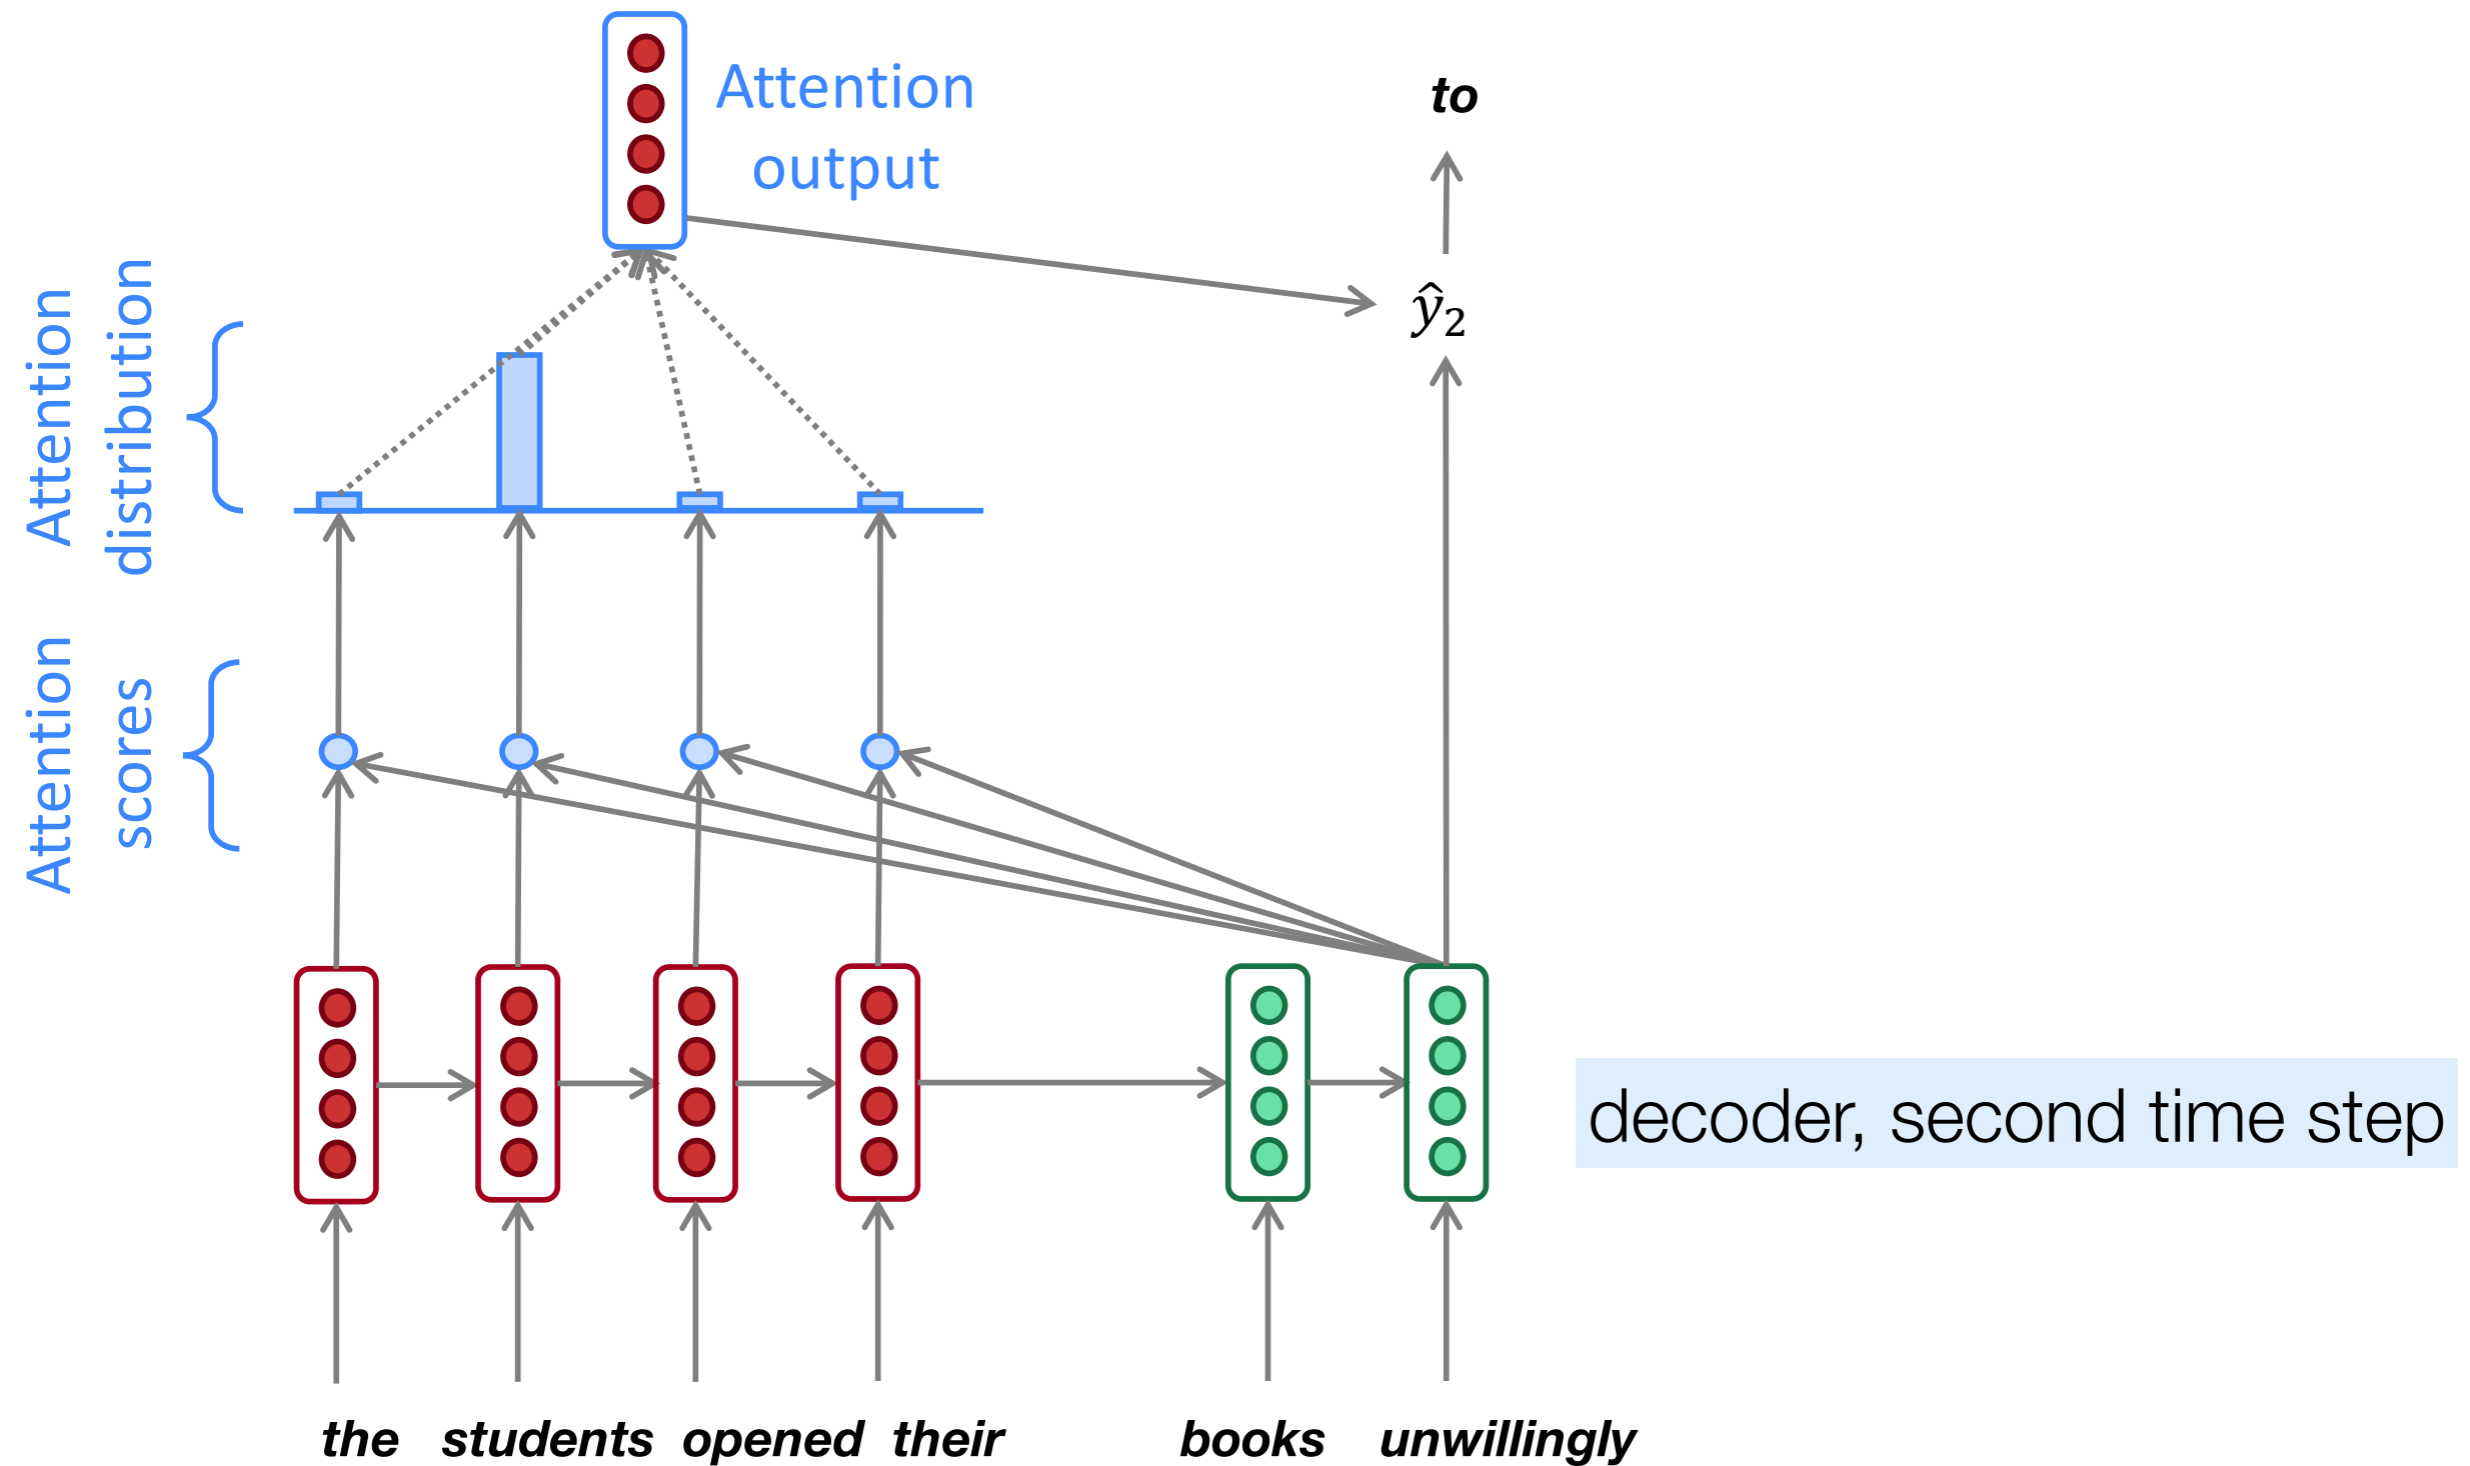 Attention
output
to
ŷ₂
Attention
distribution
Attention
scores
decoder, second time step
the students opened their books unwillingly